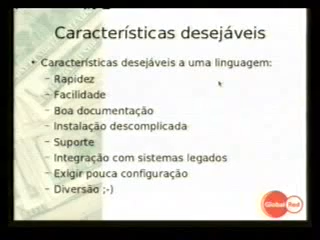 Características desejáveis
• Características desejáveis a uma linguagem:
– Rapidez
– Facilidade
– Boa documentação
– Instalação descomplicada
– Suporte
– Integração com sistemas legados
– Exigir pouca configuração
– Diversão ;-)
Global Red